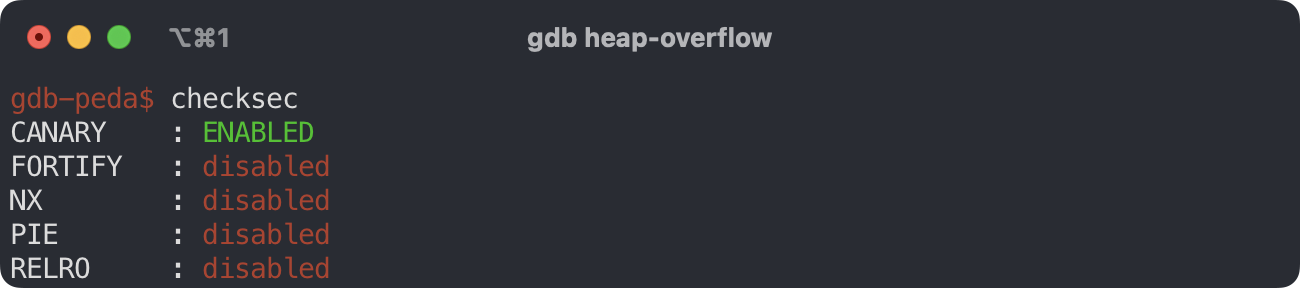 ⌥⌘1 gdb heap-overflow
gdb-peda$ checksec
CANARY    : ENABLED
FORTIFY   : disabled
NX        : disabled
PIE       : disabled
RELRO     : disabled